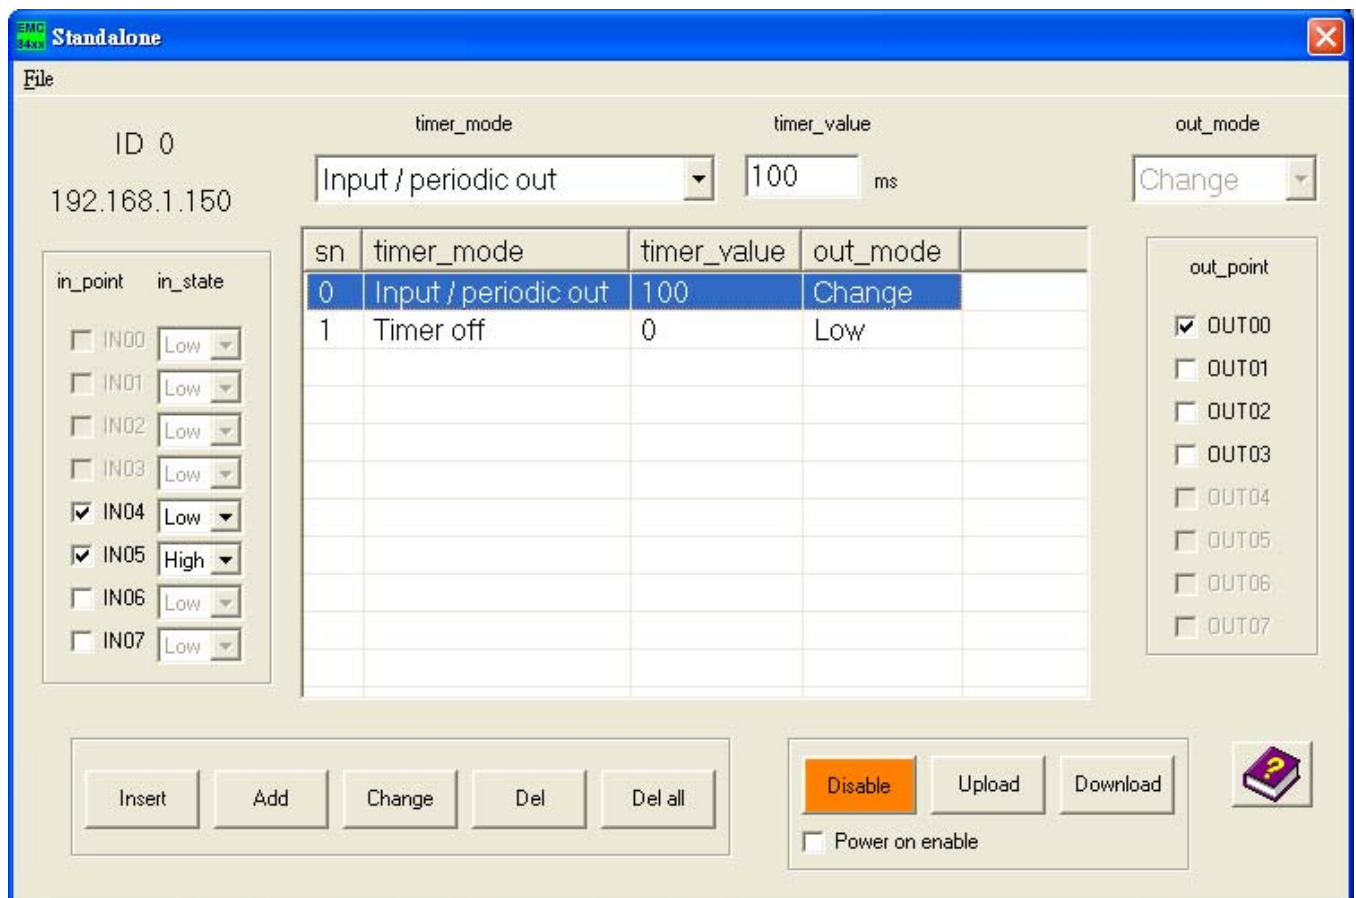 EMC
34xx Standalone
File
ID 0
192.168.1.150
timer_mode timer_value out_mode
Input / periodic out 100 ms Change
in_point in_state
IN00 Low
IN01 Low
IN02 Low
IN03 Low
IN04 Low
IN05 High
IN06 Low
IN07 Low
sn timer_mode timer_value out_mode
0 Input / periodic out 100 Change
1 Timer off 0 Low
out_point
OUT00
OUT01
OUT02
OUT03
OUT04
OUT05
OUT06
OUT07
Insert Add Change Del Del all
Disable Upload Download
Power on enable
?